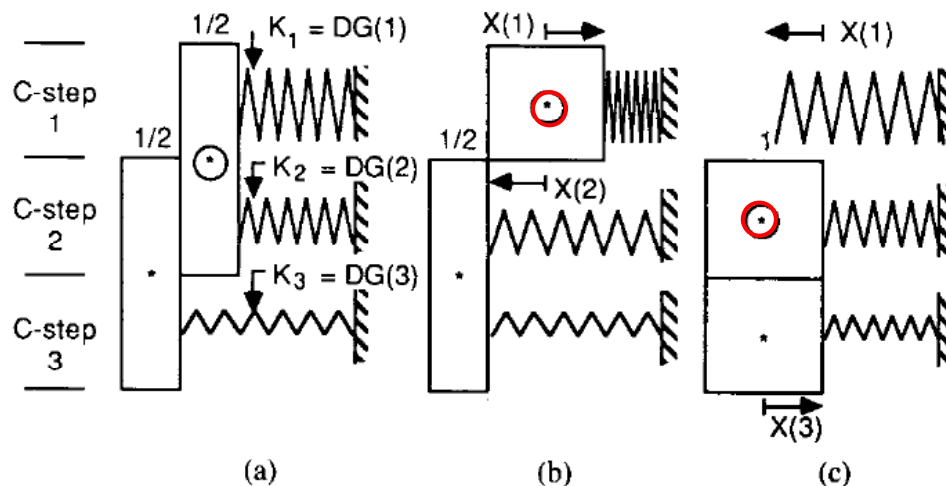 1/2
K1 = DG(1)
C-step
1
1/2
*
K2 = DG(2)
C-step
2
*
K3 = DG(3)
C-step
3
(a)
X(1)
*
1/2
X(2)
*
(b)
X(1)
*
*
X(3)
(c)